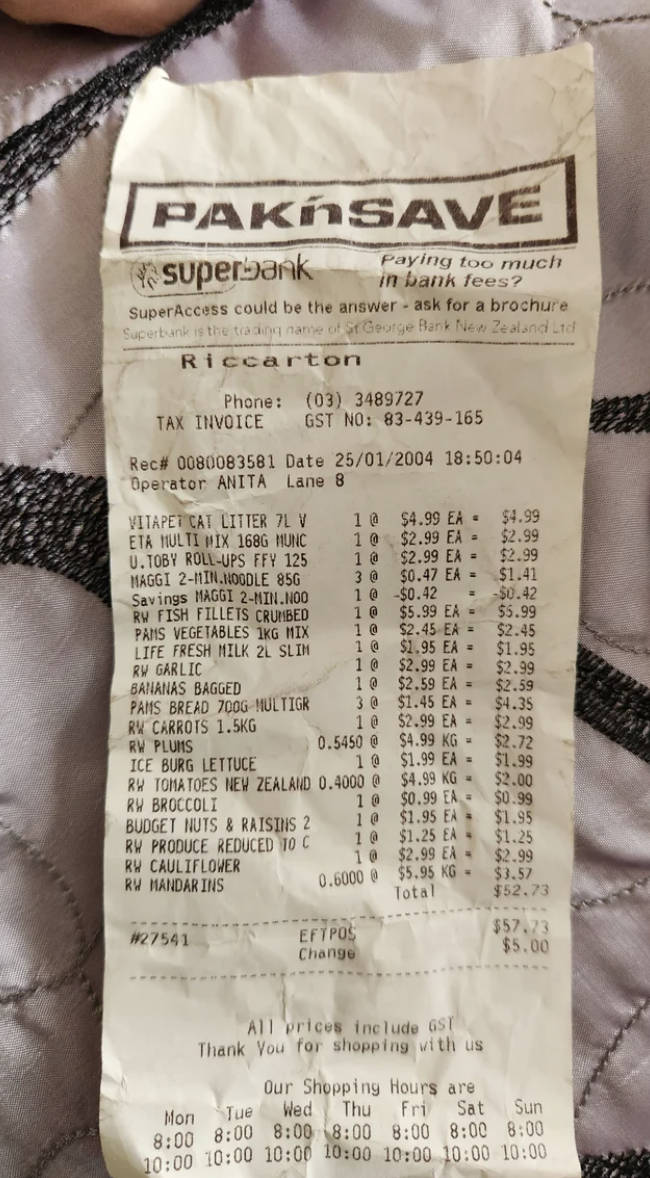 PAKnSAVE
superbank Paying too much
in bank fees?
SuperAccess could be the answer - ask for a brochure
Superbank is the trading name of St George Bank New Zealand Ltd
Riccarton
Phone: (03) 3489727
TAX INVOICE GST NO: 83-439-165
Rec# 0080083581 Date 25/01/2004 18:50:04
Operator ANITA Lane 8
VITAPET CAT LITTER 7L V 1 @ $4.99 EA = $4.99
ETA MULTI MIX 168G MUNC 1 @ $2.99 EA = $2.99
U.TOBY ROLL-UPS FFY 125 1 @ $2.99 EA = $2.99
MAGGI 2-MIN.NOODLE 85G 3 @ $0.47 EA = $1.41
Savings MAGGI 2-MIN.NOO 1 @ -$0.42 = -$0.42
RW FISH FILLETS CRUMBED 1 @ $5.99 EA = $5.99
PAMS VEGETABLES 1KG MIX 1 @ $2.45 EA = $2.45
LIFE FRESH MILK 2L SLIM 1 @ $1.95 EA = $1.95
RW GARLIC 1 @ $2.99 EA = $2.99
BANANAS BAGGED 1 @ $2.59 EA = $2.59
PAMS BREAD 700G MULTIGR 3 @ $1.45 EA = $4.35
RW CARROTS 1.5KG 1 @ $2.99 EA = $2.99
RW PLUMS 0.5450 @ $4.99 KG = $2.72
ICE BURG LETTUCE 1 @ $1.99 EA = $1.99
RW TOMATOES NEW ZEALAND 0.4000 @ $4.99 KG = $2.00
RW BROCCOLI 1 @ $0.99 EA = $0.99
BUDGET NUTS & RAISINS 2 1 @ $1.95 EA = $1.95
RW PRODUCE REDUCED TO C 1 @ $1.25 EA = $1.25
RW CAULIFLOWER 1 @ $2.99 EA = $2.99
RW MANDARINS 0.6000 @ $5.95 KG = $3.57
Total $52.73
#27541 EFTPOS $57.73
Change $5.00
All prices include GST
Thank You for shopping with us
Our Shopping Hours are
Mon Tue Wed Thu Fri Sat Sun
8:00 8:00 8:00 8:00 8:00 8:00 8:00
10:00 10:00 10:00 10:00 10:00 10:00 10:00